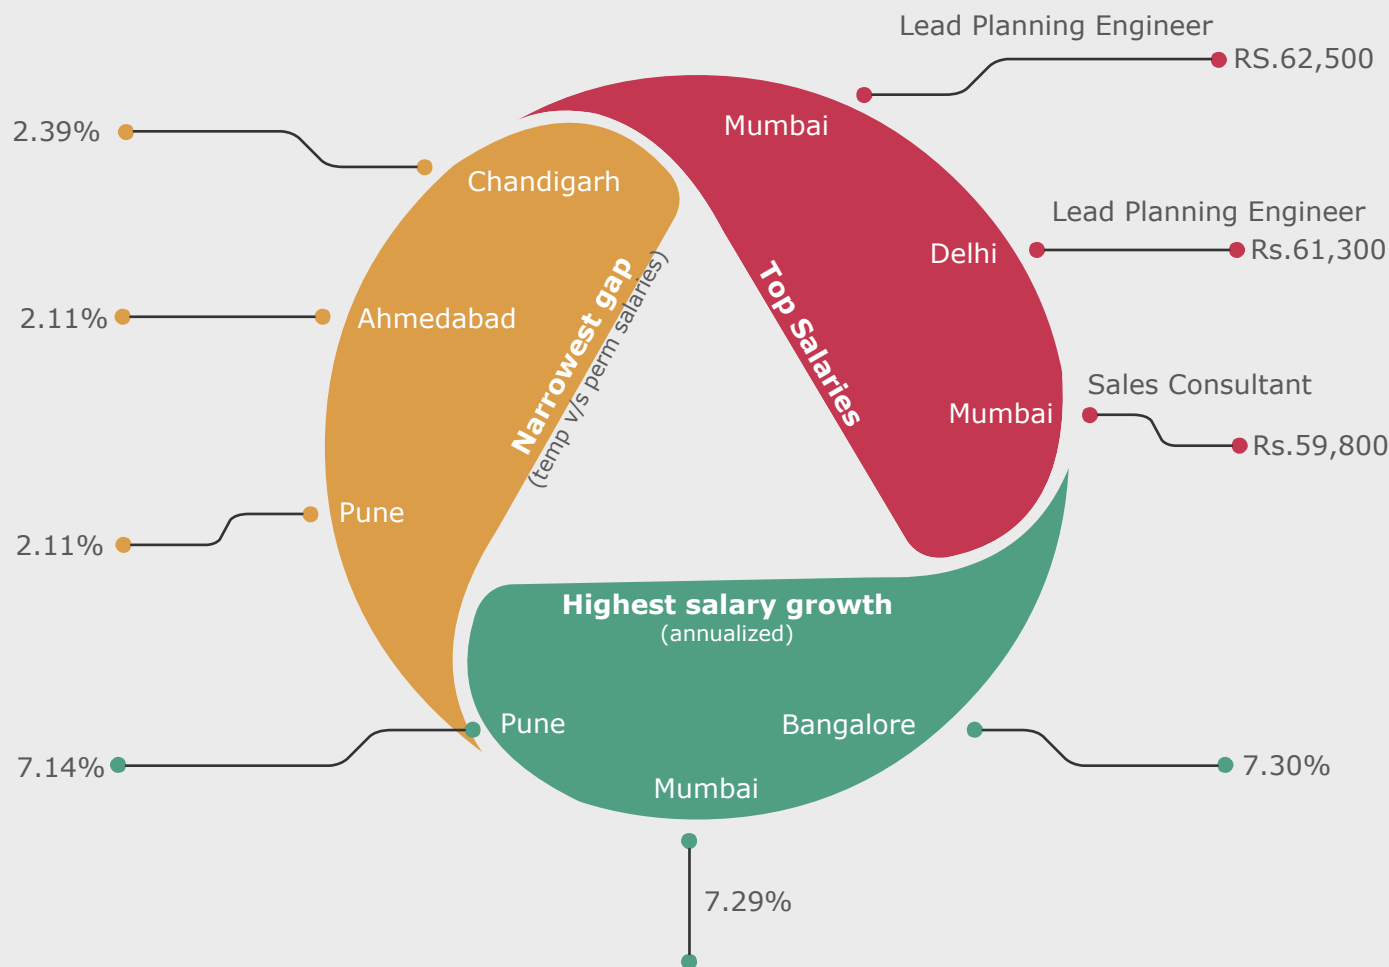 Lead Planning Engineer
RS.62,500
Mumbai
2.39%
Chandigarh
Lead Planning Engineer
Rs.61,300
Delhi
2.11%
Ahmedabad
Narrowest gap
(temp v/s perm salaries)
Top Salaries
Sales Consultant
Mumbai
Rs.59,800
Pune
2.11%
Highest salary growth
(annualized)
Pune
Bangalore
7.14%
7.30%
Mumbai
7.29%